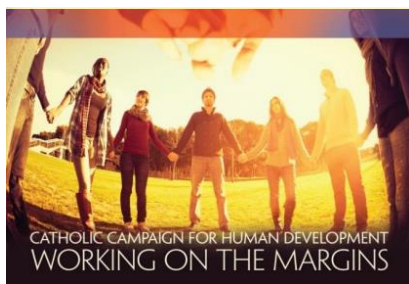 CATHOLIC CAMPAIGN FOR HUMAN DEVELOPMENT
WORKING ON THE MARGINS